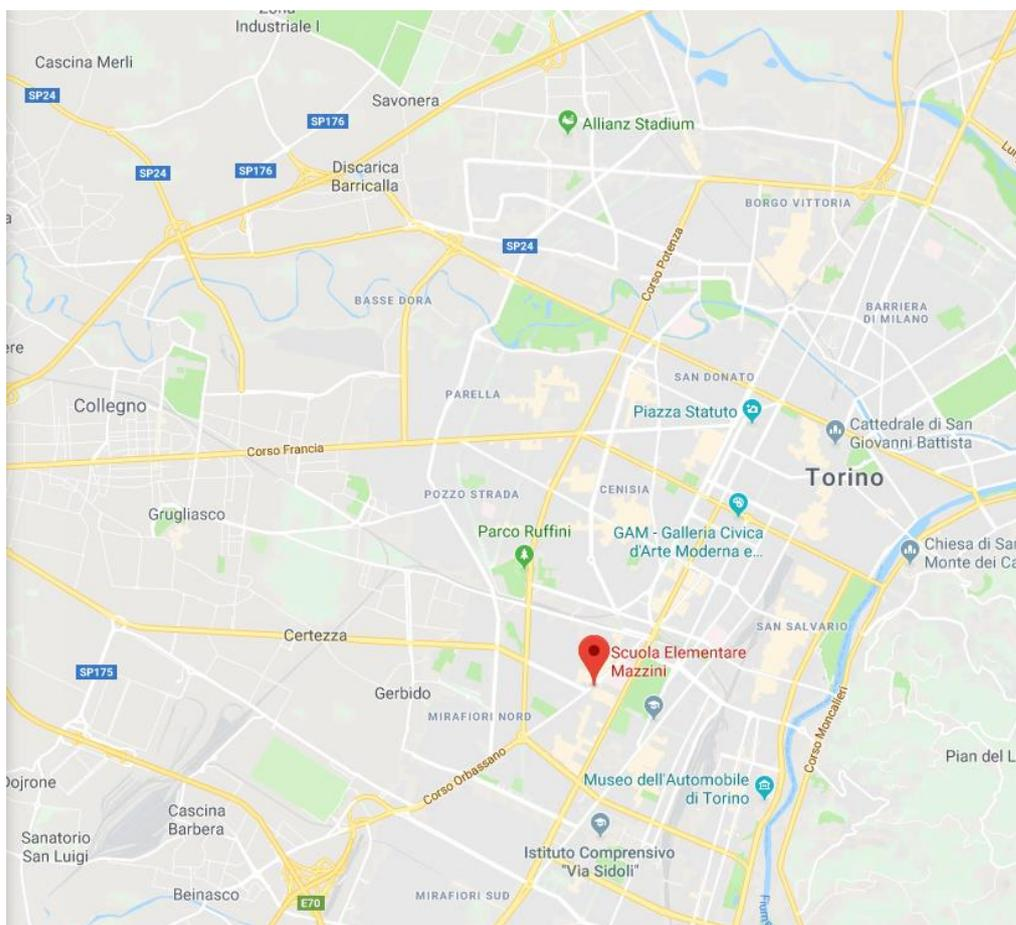 Zona
Industriale I
Cascina Merli
SP24
Savonera
SP176
Allianz Stadium
SP24
SP176
Discarica
Barricalla
BORGO VITTORIA
SP24
Corso Potenza
BASSE DORA
BARRIERA
DI MILANO
SAN DONATO
PARELLA
Collegno
Piazza Statuto
Cattedrale di San
Giovanni Battista
Corso Francia
Torino
POZZO STRADA
CENISIA
Grugliasco
Parco Ruffini
GAM - Galleria Civica
d'Arte Moderna e...
Chiesa di
Monte dei
SAN SALVARIO
Certezza
Scuola Elementare
Mazzini
SP175
Gerbido
MIRAFIORI NORD
Corso Moncalieri
Pian del
Corso Orbassano
Museo dell'Automobile
di Torino
Dojrone
Cascina
Barbera
Sanatorio
San Luigi
Istituto Comprensivo
"Via Sidoli"
Beinasco
E70
MIRAFIORI SUD